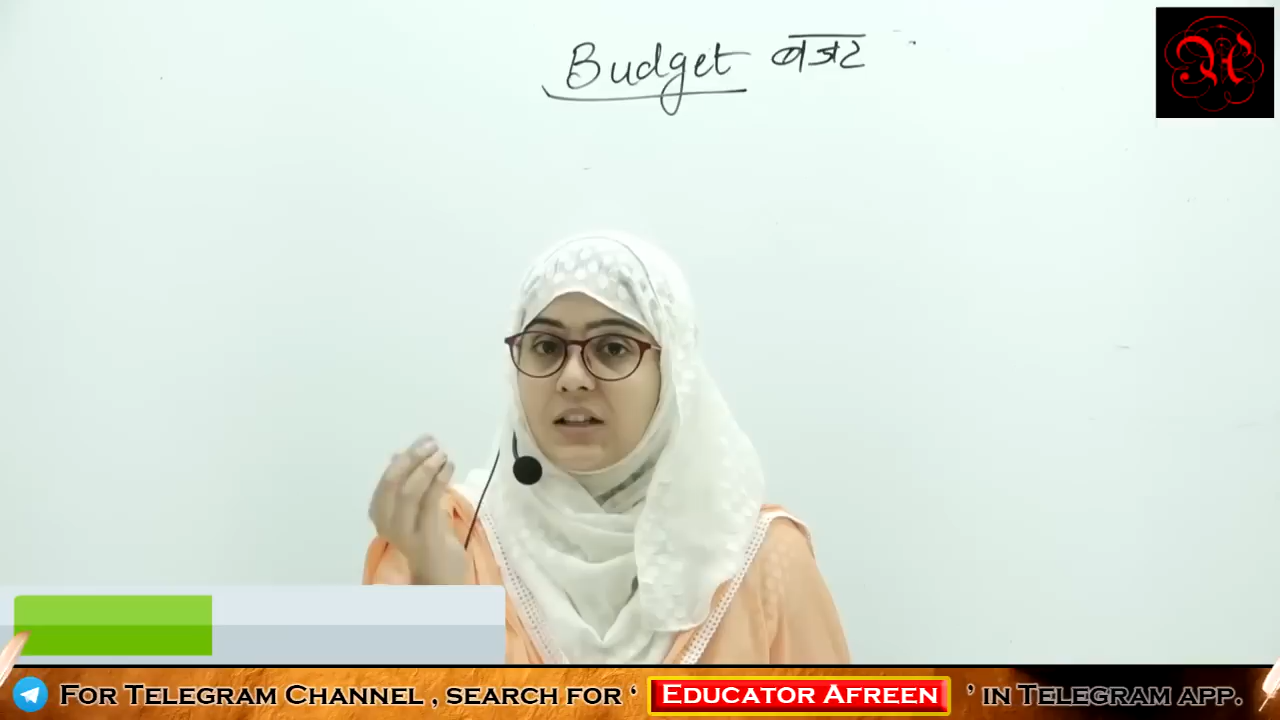 Budget बजट
FOR TELEGRAM CHANNEL , SEARCH FOR ‘ EDUCATOR AFREEN ’ IN TELEGRAM APP.